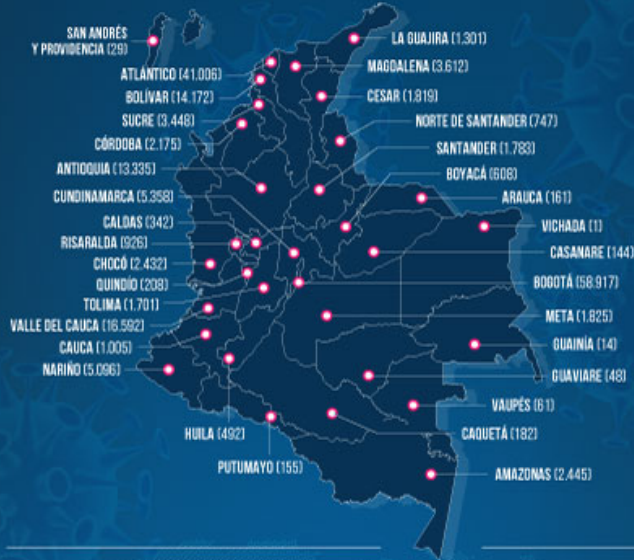 SAN ANDRÉS
Y PROVIDENCIA (29)
ATLÁNTICO (41.006)
BOLÍVAR (14.172)
SUCRE (3.448)
CÓRDOBA (2.175)
ANTIOQUIA (13.335)
CUNDINAMARCA (5.358)
CALDAS (342)
RISARALDA (926)
CHOCÓ (2.432)
QUINDÍO (208)
TOLIMA (1.701)
VALLE DEL CAUCA (16.592)
CAUCA (1.005)
NARIÑO (5.096)
HUILA (492)
PUTUMAYO (155)
LA GUAJIRA (1.301)
MAGDALENA (3.612)
CESAR (1.819)
NORTE DE SANTANDER (747)
SANTANDER (1.783)
BOYACÁ (608)
ARAUCA (161)
VICHADA (1)
CASANARE (144)
BOGOTÁ (58.917)
META (1.825)
GUAINÍA (14)
GUAVIARE (48)
VAUPÉS (61)
CAQUETÁ (182)
AMAZONAS (2.445)